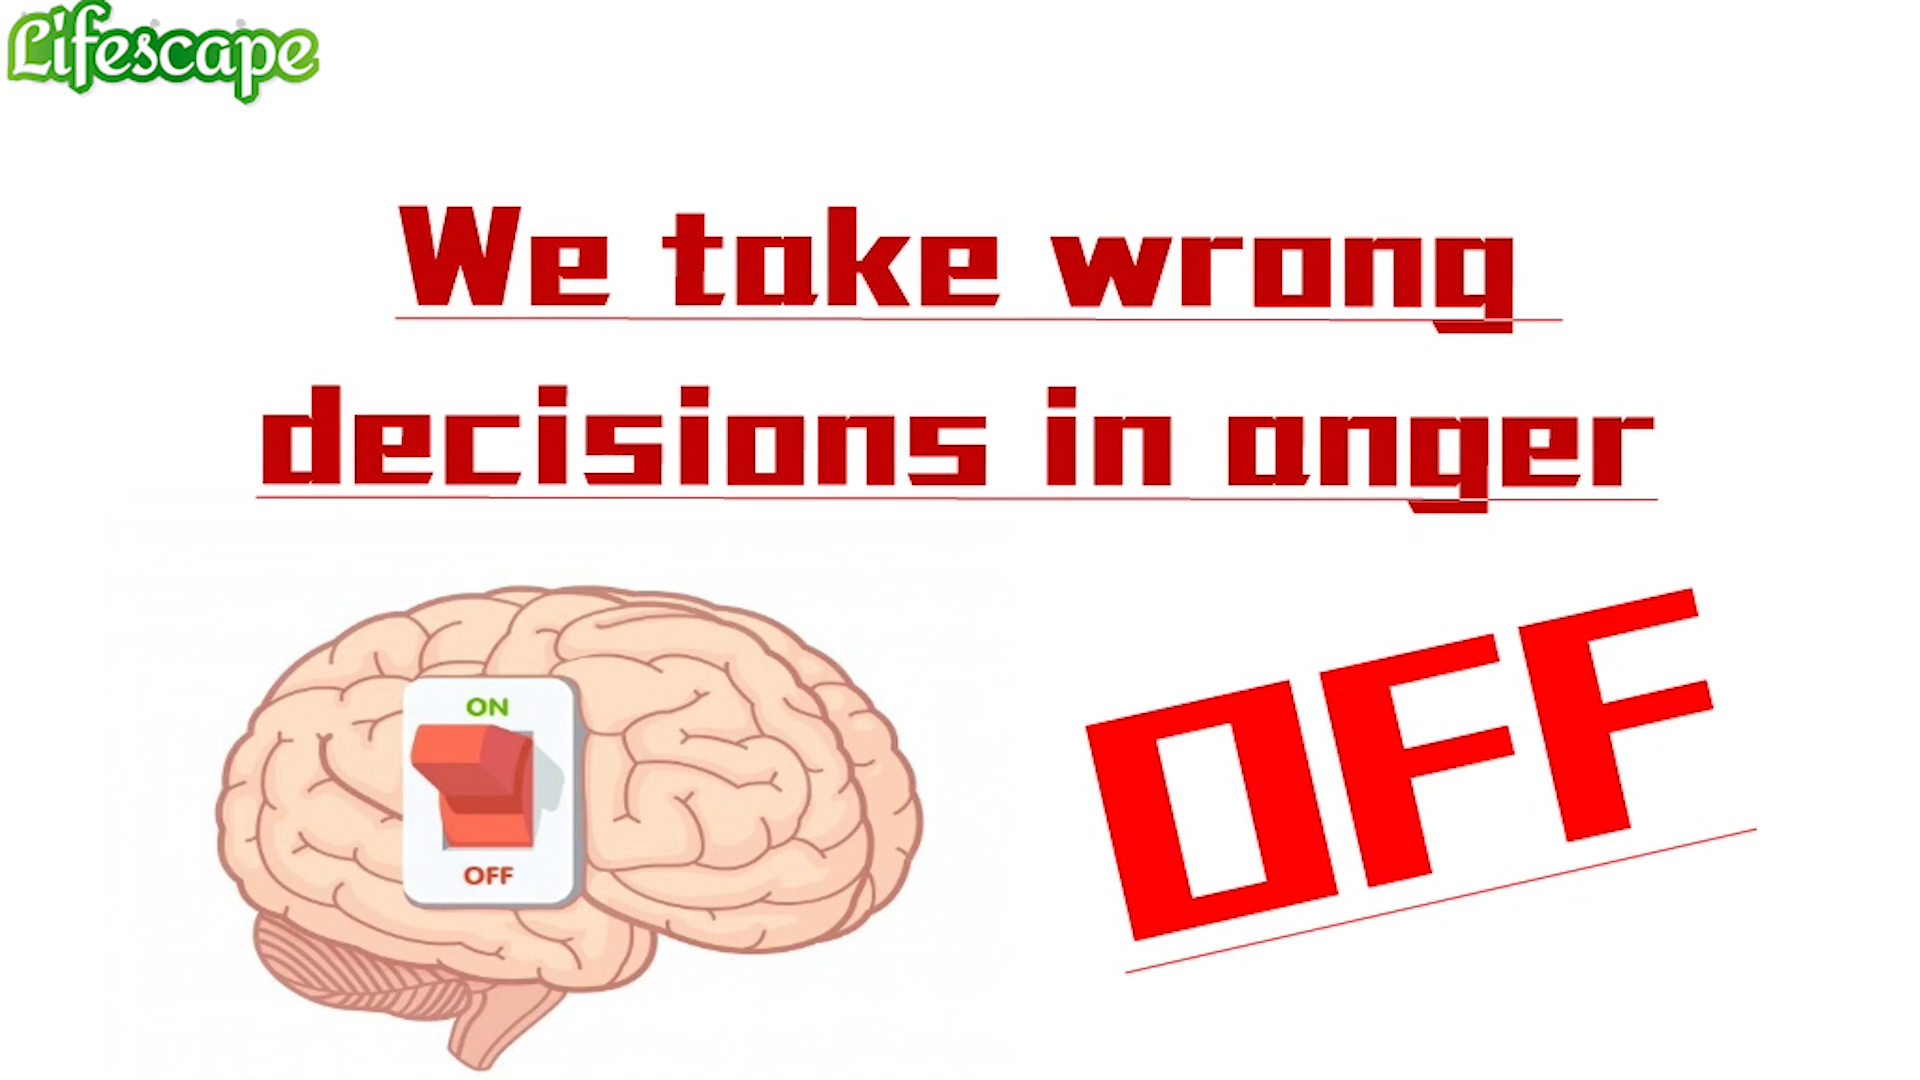 Lifescape
We take wrong
decisions in anger
ON
OFF
OFF